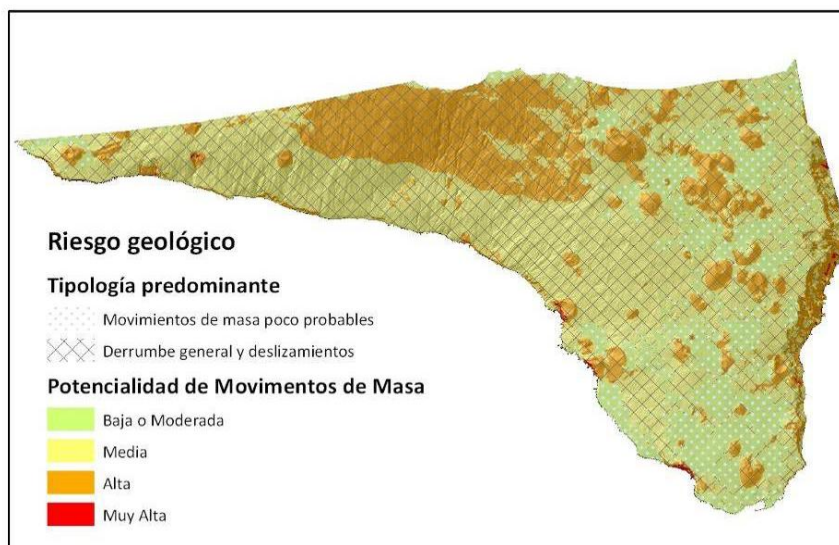 Riesgo geológico
Tipología predominante
Movimientos de masa poco probables
Derrumbe general y deslizamientos
Potencialidad de Movimentos de Masa
Baja o Moderada
Media
Alta
Muy Alta